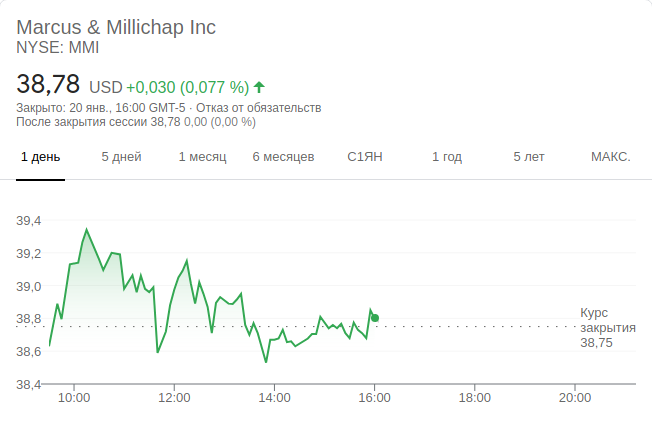 Marcus & Millichap Inc
NYSE: MMI
38,78 USD +0,030 (0,077 %)
Закрыто: 20 янв., 16:00 GMT-5 · Отказ от обязательств
После закрытия сессии 38,78 0,00 (0,00 %)
1 день 5 дней 1 месяц 6 месяцев С1ЯН 1 год 5 лет МАКС.
39,4
39,2
39,0
38,8
38,6
38,4
Курс
закрытия
38,75
10:00 12:00 14:00 16:00 18:00 20:00